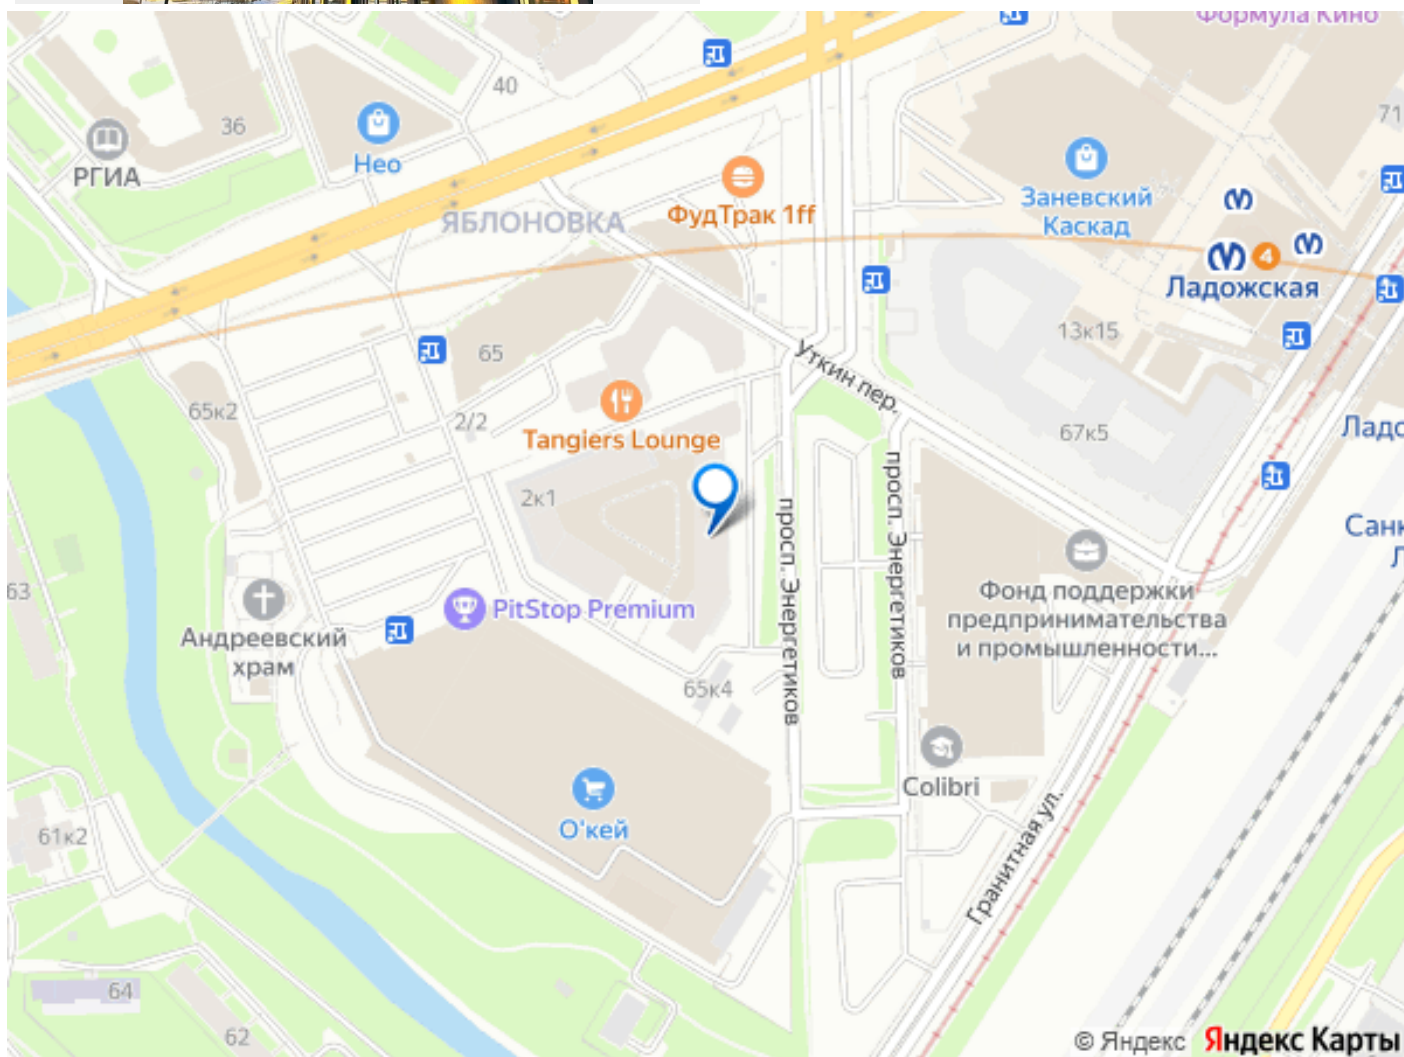 Формула Кино
40
36
71
РГИА
Нео
ФудТрак 1ff
ЯБЛОНОВКА
Заневский
Каскад
4
Ладожская
13к15
65
Уткин пер.
65к2
2/2
Tangiers Lounge
67к5
2к1
просп. Энергетиков
просп. Энергетиков
63
Андреевский
храм
PitStop Premium
Фонд поддержки
предпринимательства
и промышленности...
65к4
Colibri
О'кей
61к2
Гранитная ул.
64
62
© Яндекс Яндекс Карты